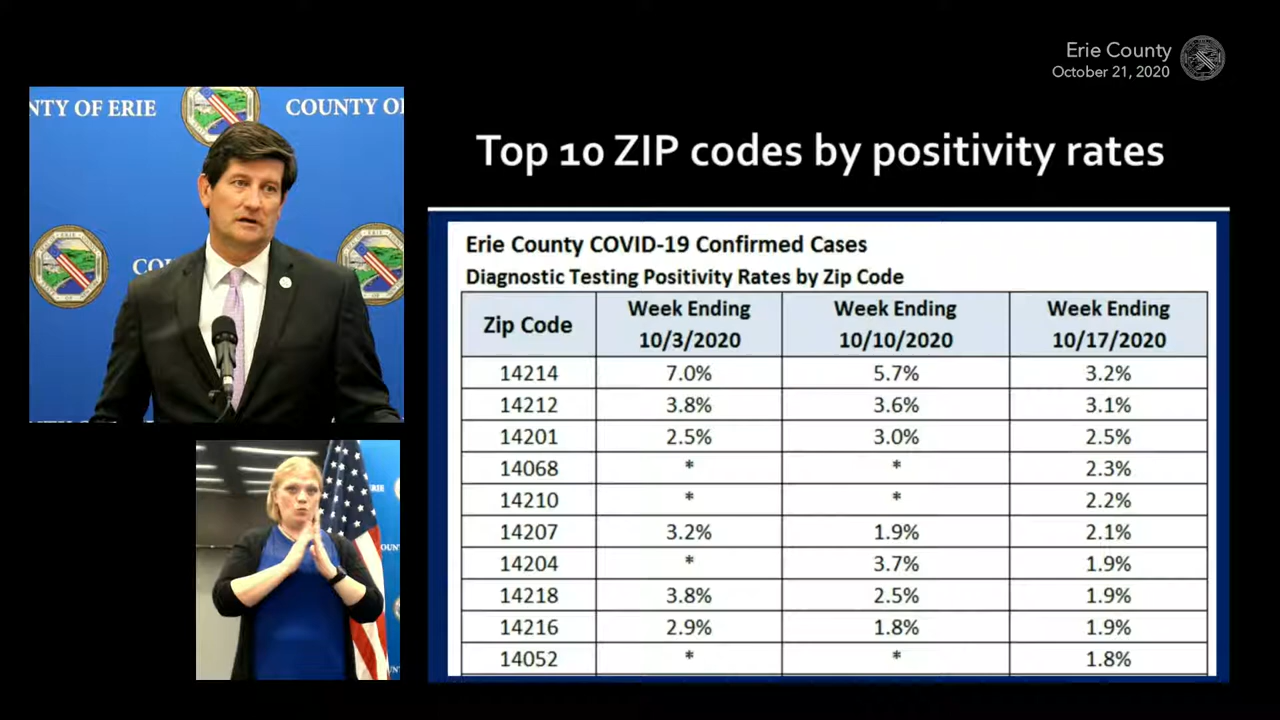 Erie County
October 21, 2020
NTY OF ERIE
COUNTY O
COU
ERIE
COUNT
Top 10 ZIP codes by positivity rates
Erie County COVID-19 Confirmed Cases
Diagnostic Testing Positivity Rates by Zip Code
Zip Code Week Ending 10/3/2020 Week Ending 10/10/2020 Week Ending 10/17/2020
14214 7.0% 5.7% 3.2%
14212 3.8% 3.6% 3.1%
14201 2.5% 3.0% 2.5%
14068 * * 2.3%
14210 * * 2.2%
14207 3.2% 1.9% 2.1%
14204 * 3.7% 1.9%
14218 3.8% 2.5% 1.9%
14216 2.9% 1.8% 1.9%
14052 * * 1.8%